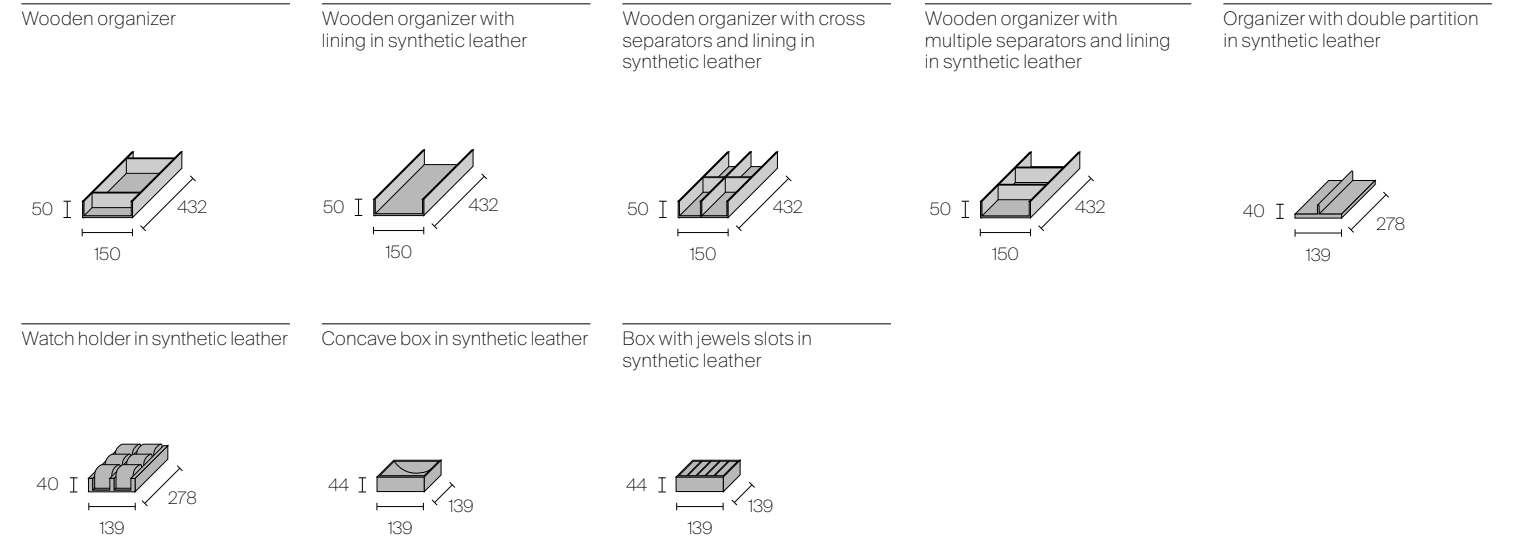 Wooden organizer
Wooden organizer with
lining in synthetic leather
Wooden organizer with cross
separators and lining in
synthetic leather
Wooden organizer with
multiple separators and lining
in synthetic leather
Organizer with double partition
in synthetic leather
50
432
150
50
432
150
50
432
150
50
432
150
40
278
139
Watch holder in synthetic leather
Concave box in synthetic leather
Box with jewels slots in
synthetic leather
40
278
139
44
139
139
44
139
139